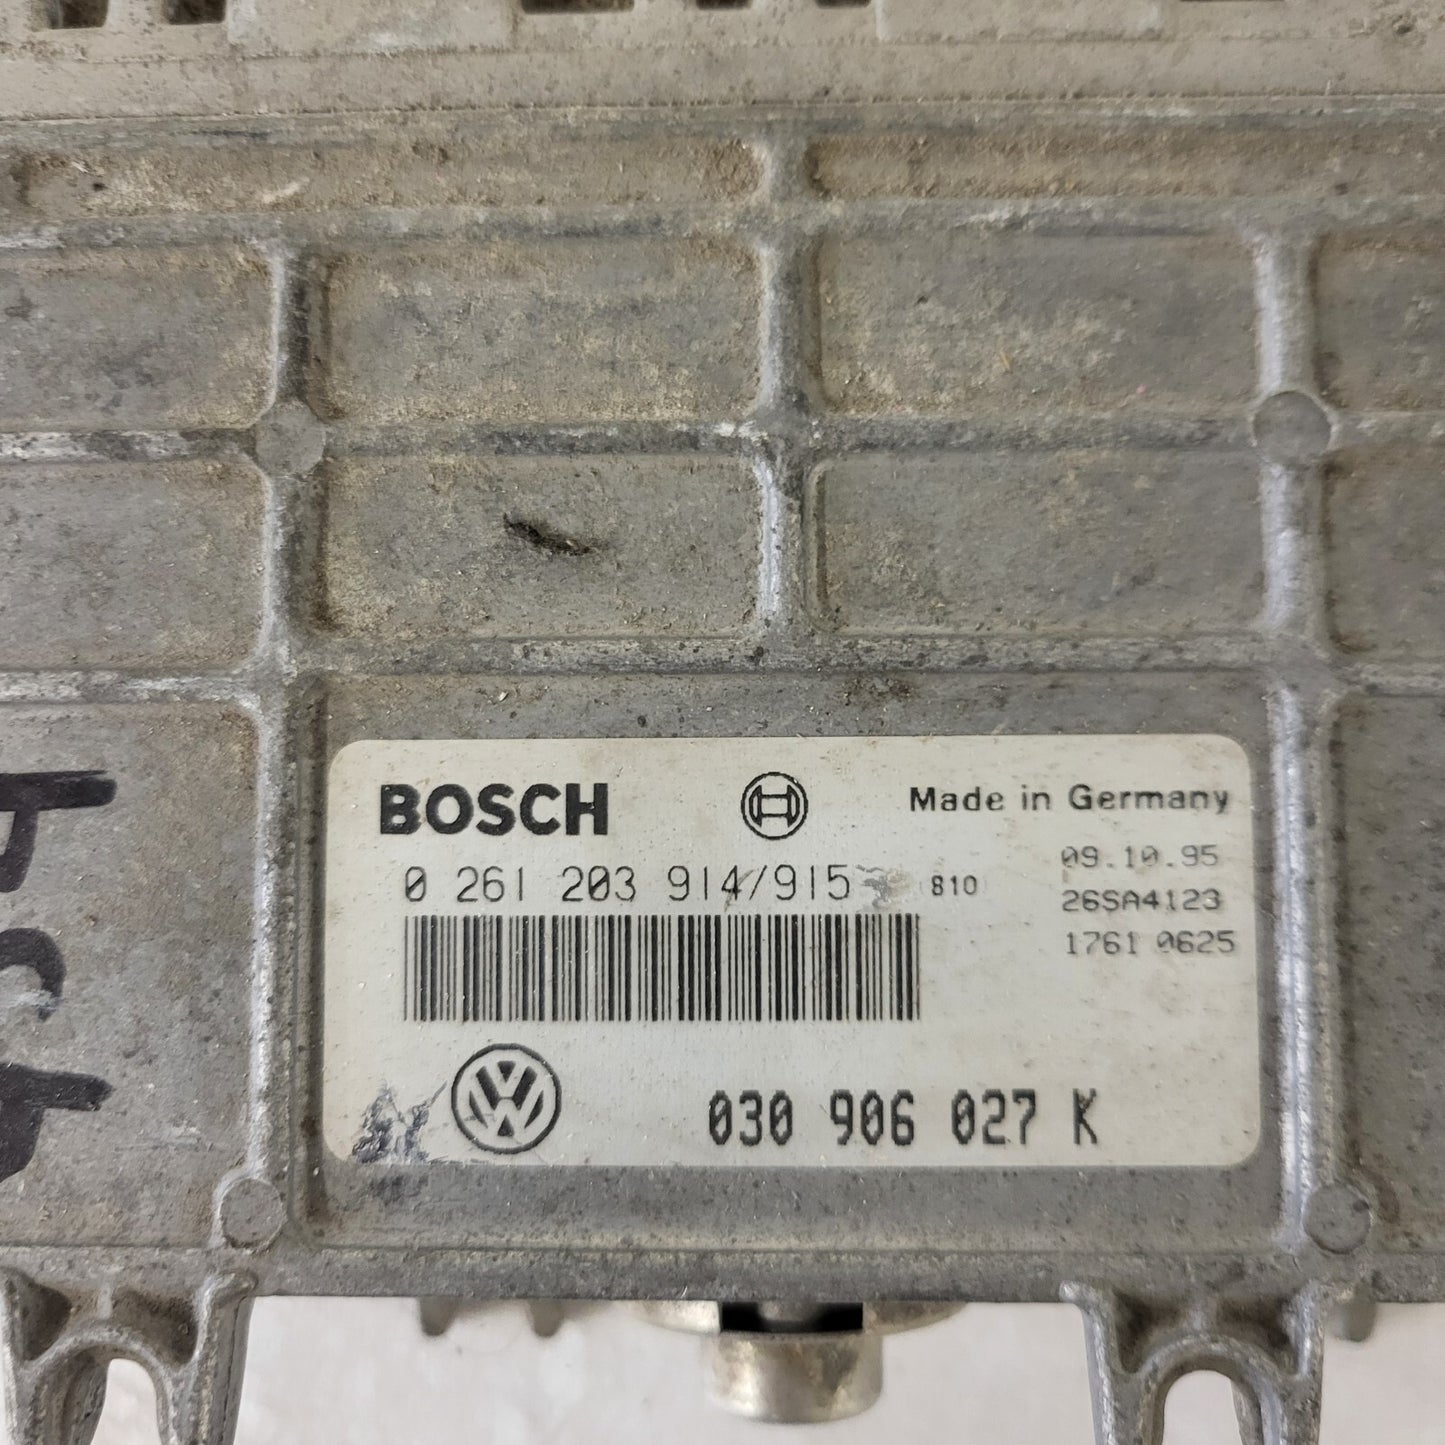 BOSCH
Made in Germany
0 261 203 914/915
810
09.10.95
26SA4123
1761 0625
030 906 027 K